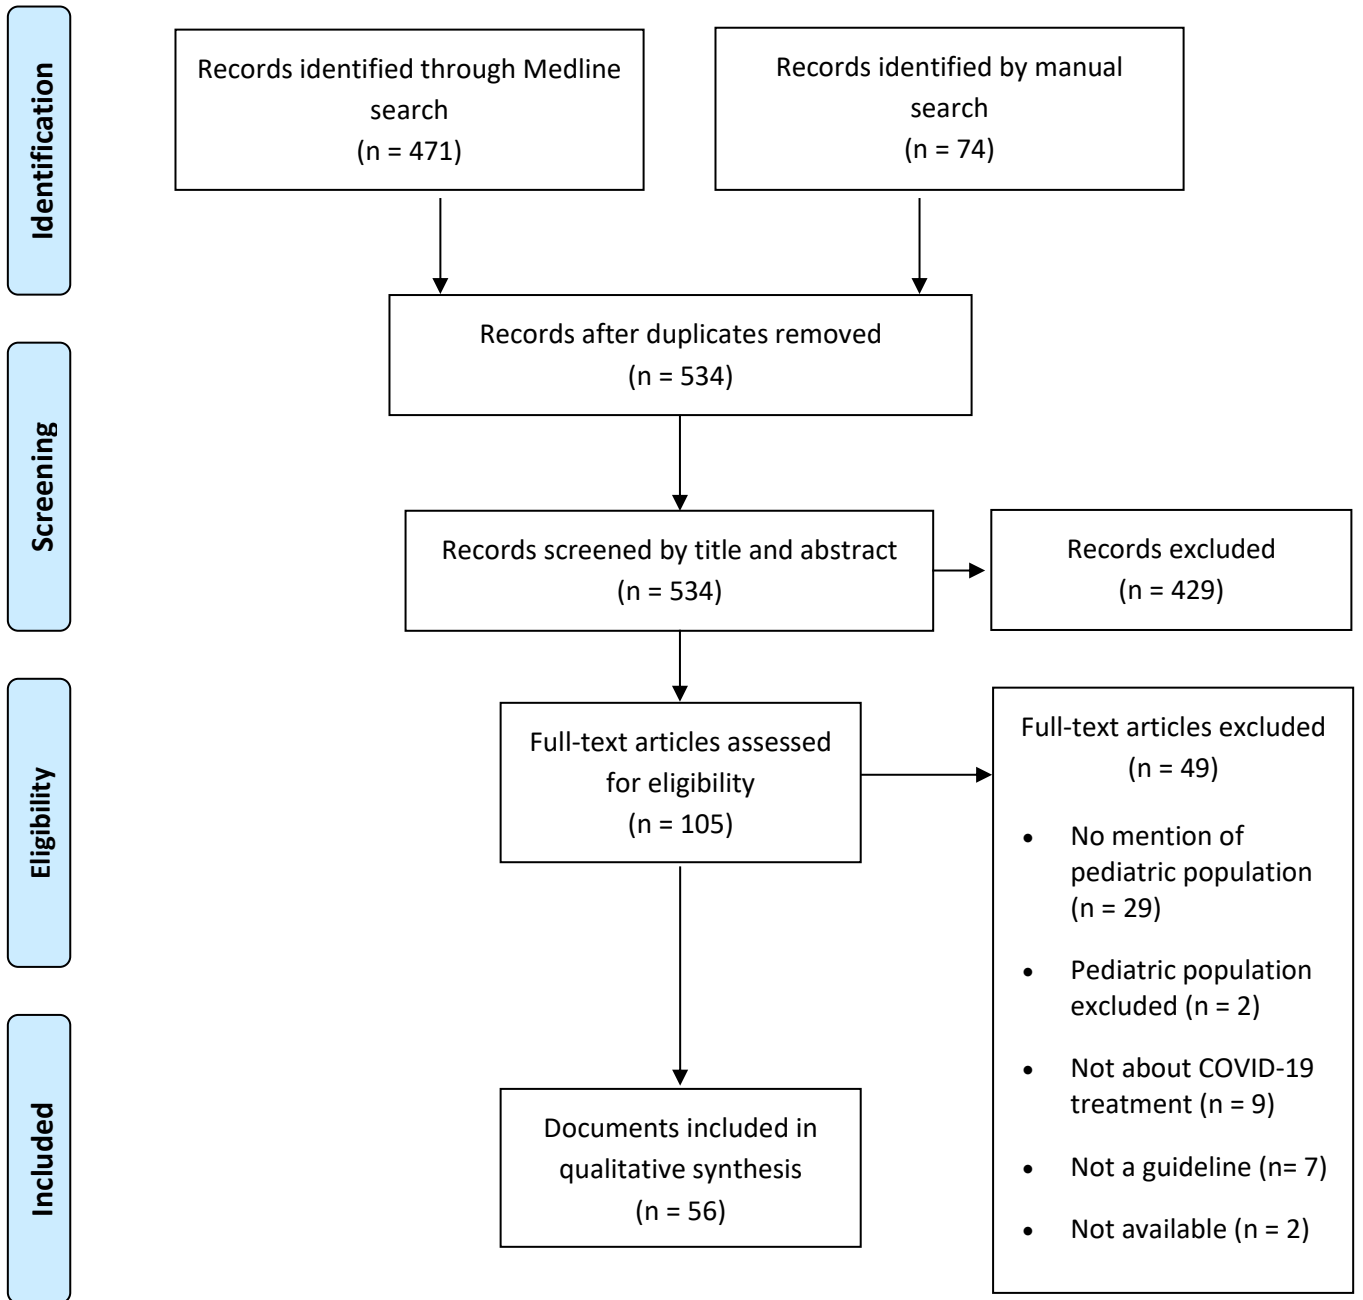 Identification
Records identified through Medline
search
(n = 471)
Records identified by manual
search
(n = 74)
Records after duplicates removed
(n = 534)
Screening
Records screened by title and abstract
(n = 534)
Records excluded
(n = 429)
Eligibility
Full-text articles assessed
for eligibility
(n = 105)
Full-text articles excluded
(n = 49)
• No mention of
pediatric population
(n = 29)
• Pediatric population
excluded (n = 2)
• Not about COVID-19
treatment (n = 9)
• Not a guideline (n= 7)
• Not available (n = 2)
Included
Documents included in
qualitative synthesis
(n = 56)